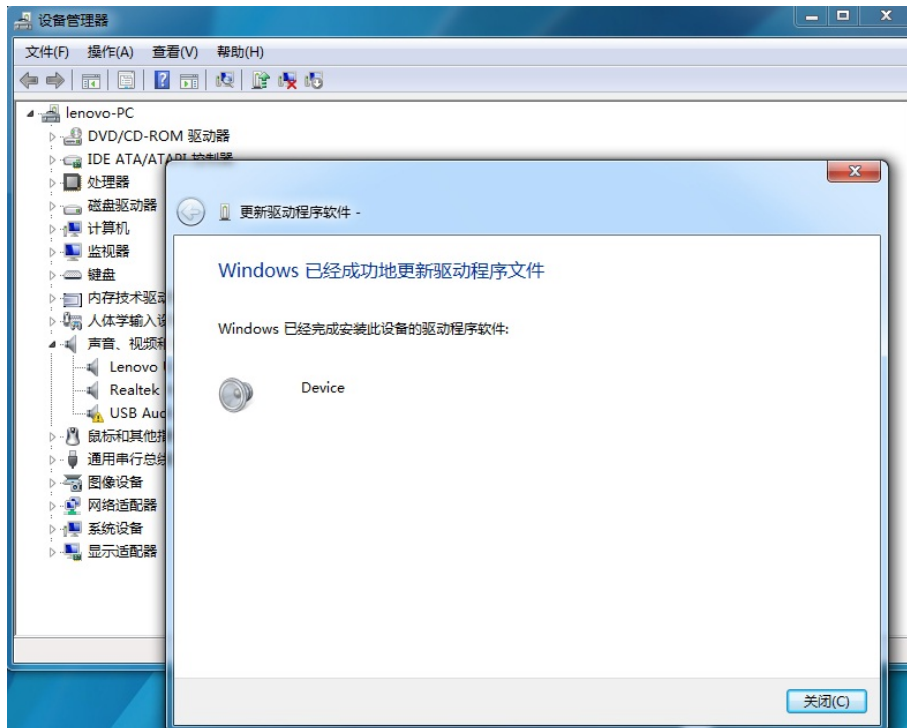 设备管理器
文件(F) 操作(A) 查看(V) 帮助(H)
lenovo-PC
DVD/CD-ROM 驱动器
IDE ATA/ATAPI 控制器
处理器
磁盘驱动器
计算机
监视器
键盘
内存技术驱动
人体学输入设
声音、视频和
Lenovo
Realtek
USB Aud
鼠标和其他指
通用串行总线
图像设备
网络适配器
系统设备
显示适配器
更新驱动程序软件 -
Windows 已经成功地更新驱动程序文件
Windows 已经完成安装此设备的驱动程序软件:
Device
关闭(C)